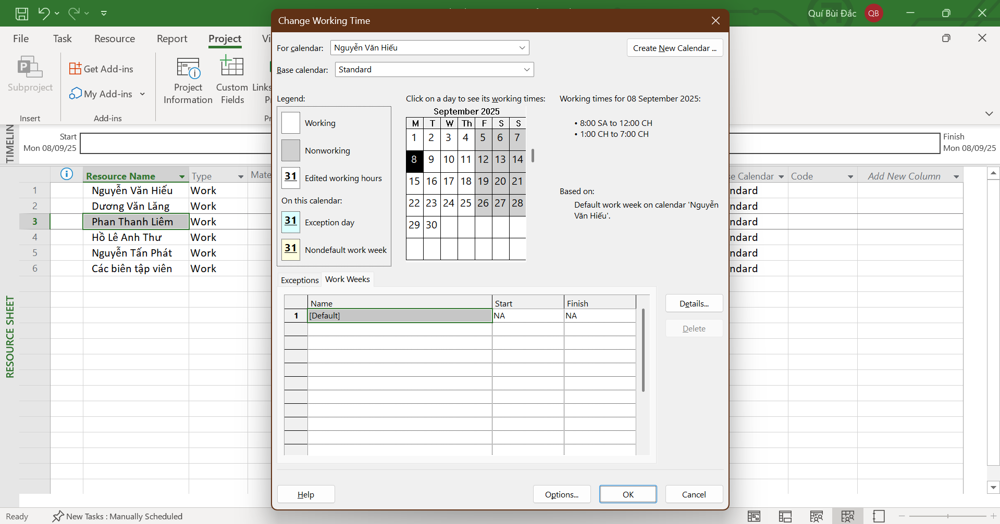 Quí Bùi Đắc
QB
File
Task
Resource
Report
Project
Vi
Subproject
Insert
Get Add-ins
My Add-ins
Add-ins
Project
Information
Custom
Fields
Links
Pr
Change Working Time
For calendar:
Nguyễn Văn Hiếu
Create New Calendar ...
Base calendar:
Standard
Legend:
Working
Nonworking
31
Edited working hours
On this calendar:
31
Exception day
31
Nondefault work week
Click on a day to see its working times:
September 2025
M T W Th F S S
1 2 3 4 5 6 7
8 9 10 11 12 13 14
15 16 17 18 19 20 21
22 23 24 25 26 27 28
29 30
Working times for 08 September 2025:
• 8:00 SA to 12:00 CH
• 1:00 CH to 7:00 CH
Based on:
Default work week on calendar 'Nguyễn
Văn Hiếu'.
Exceptions
Work Weeks
Name Start Finish
1 [Default] NA NA
Details...
Delete
Help
Options...
OK
Cancel
TIMELIN
Start
Mon 08/09/25
Finish
Mon 08/09/25
RESOURCE SHEET
Resource Name Type Mate se Calendar Code Add New Column
1 Nguyễn Văn Hiếu Work ndard
2 Dương Văn Lăng Work ndard
3 Phan Thanh Liêm Work ndard
4 Hồ Lê Anh Thư Work ndard
5 Nguyễn Tấn Phát Work ndard
6 Các biên tập viên Work ndard
Ready
New Tasks : Manually Scheduled